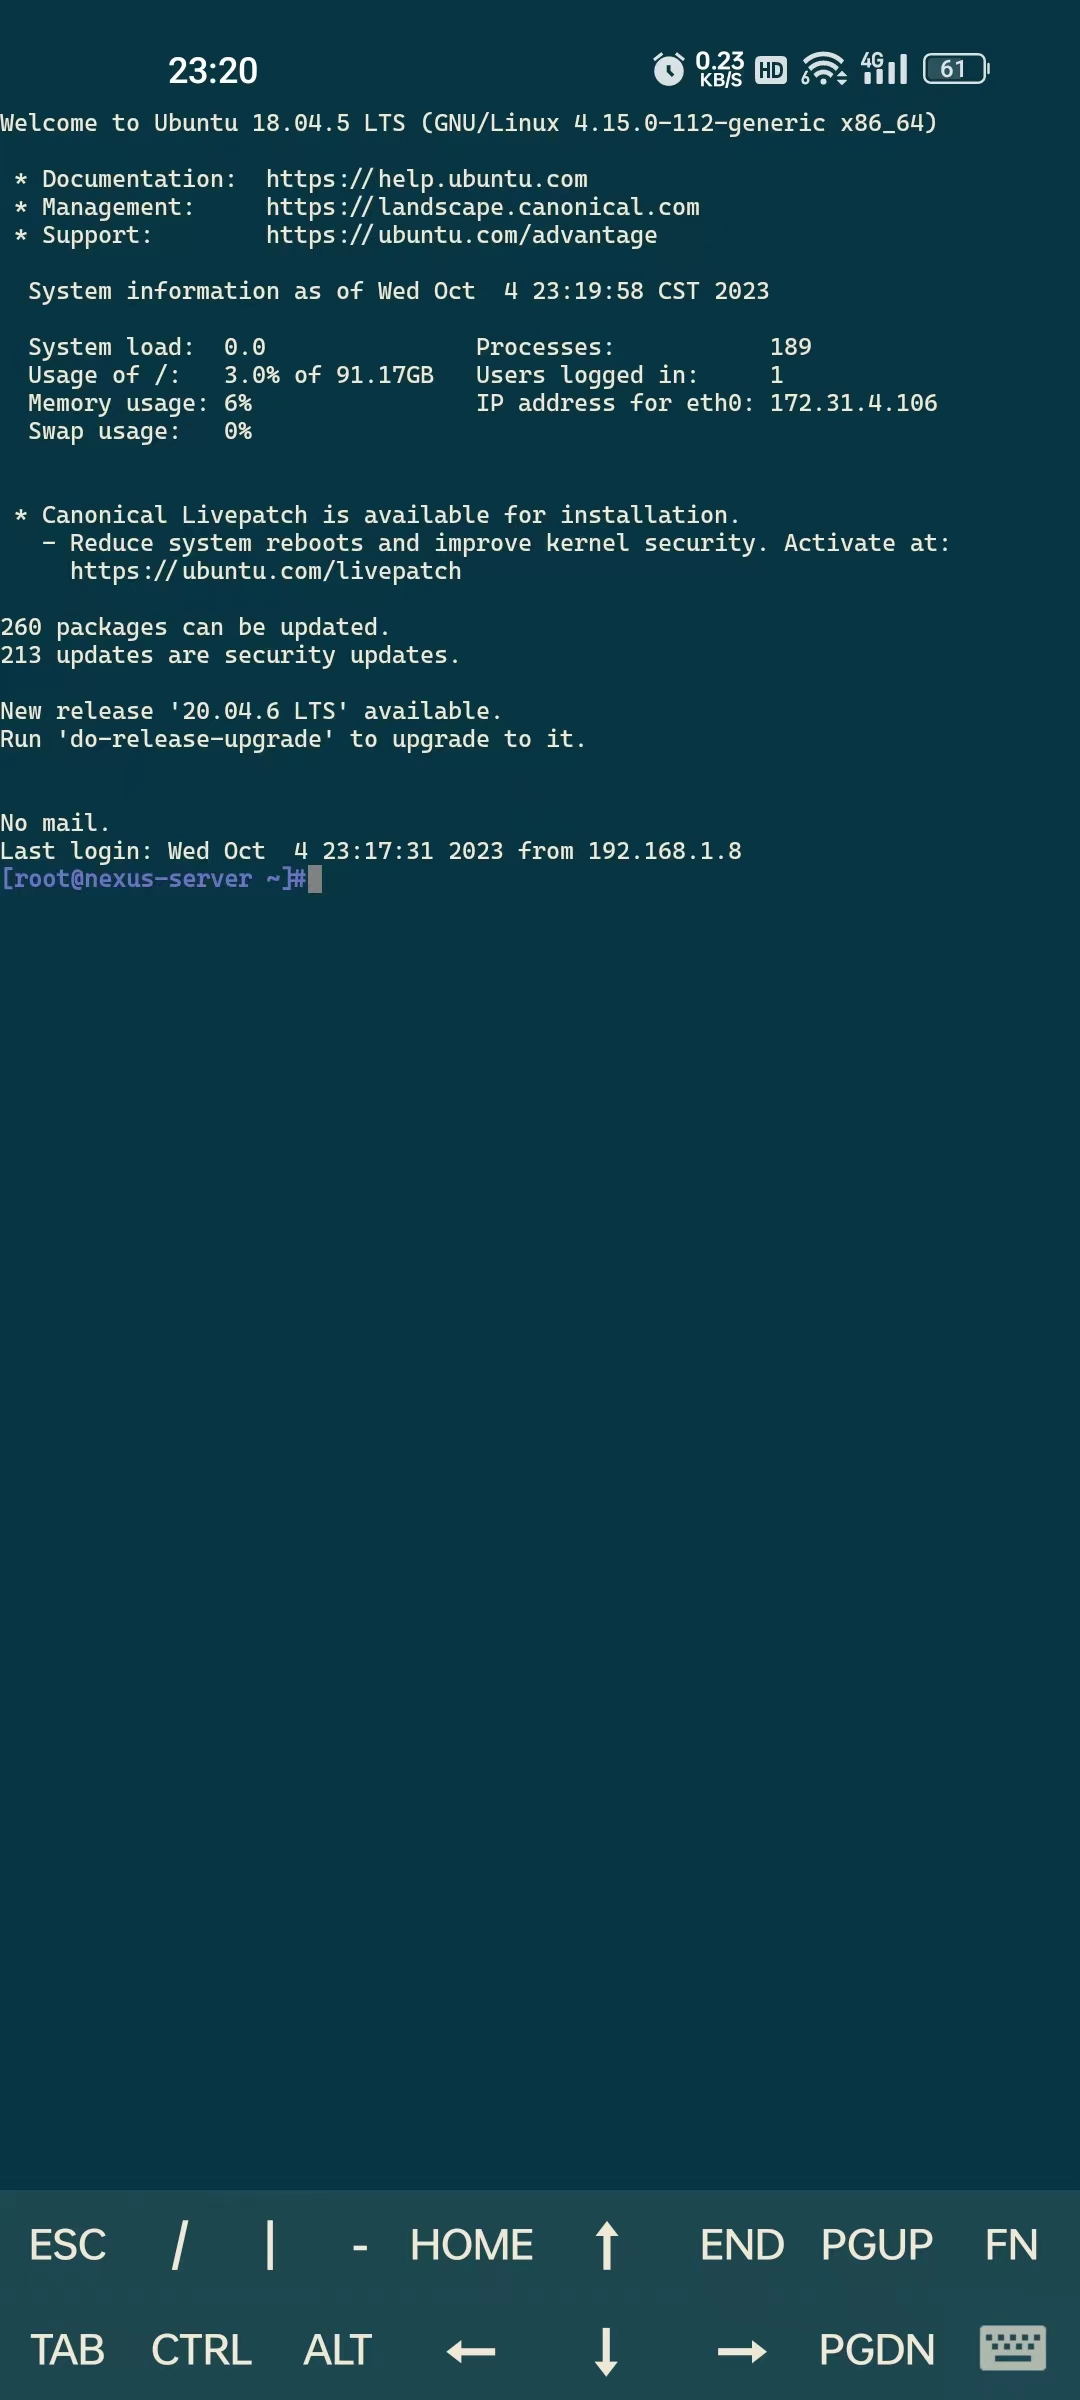 23:20
0.23 KB/S HD 6 4G 61
Welcome to Ubuntu 18.04.5 LTS (GNU/Linux 4.15.0-112-generic x86_64)
* Documentation:  https://help.ubuntu.com
* Management:     https://landscape.canonical.com
* Support:        https://ubuntu.com/advantage
System information as of Wed Oct  4 23:19:58 CST 2023
System load:  0.0               Processes:           189
Usage of /:   3.0% of 91.17GB   Users logged in:     1
Memory usage: 6%                IP address for eth0: 172.31.4.106
Swap usage:   0%
* Canonical Livepatch is available for installation.
- Reduce system reboots and improve kernel security. Activate at:
https://ubuntu.com/livepatch
260 packages can be updated.
213 updates are security updates.
New release '20.04.6 LTS' available.
Run 'do-release-upgrade' to upgrade to it.
No mail.
Last login: Wed Oct  4 23:17:31 2023 from 192.168.1.8
[root@nexus-server ~]#
ESC / | - HOME ↑ END PGUP FN
TAB CTRL ALT ← ↓ → PGDN